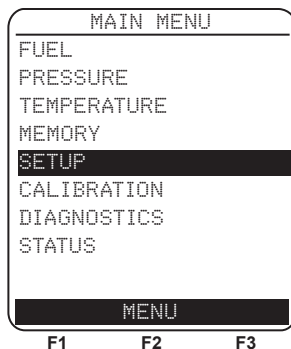 MAIN MENU
FUEL
PRESSURE
TEMPERATURE
MEMORY
SETUP
CALIBRATION
DIAGNOSTICS
STATUS
MENU
F1 F2 F3